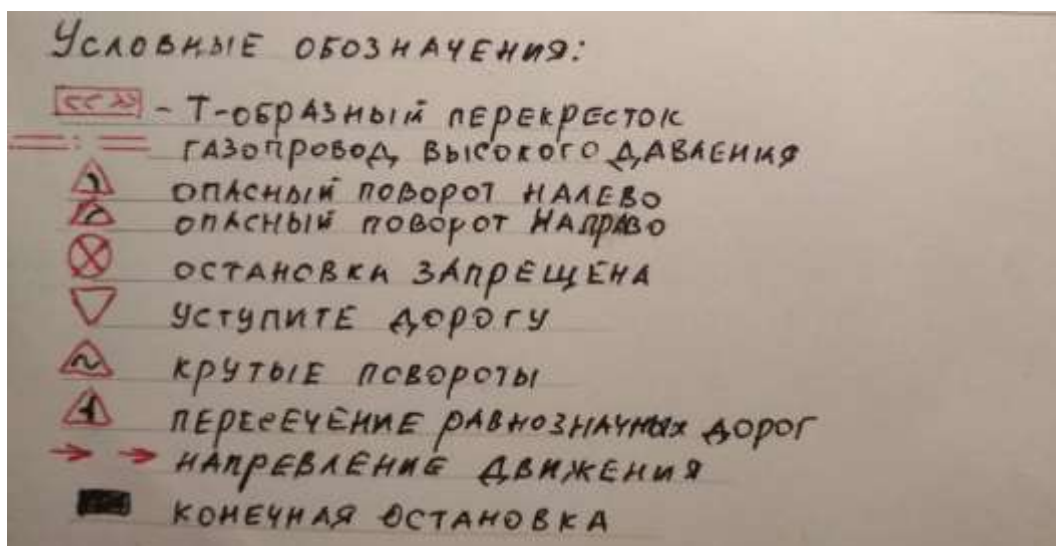 Условные обозначения:
<< >> - Т-образный перекресток
газопровод высокого давления
опасный поворот налево
опасный поворот направо
остановка запрещена
уступите дорогу
крутые повороты
пересечение равнозначных дорог
напревление движения
конечная остановка